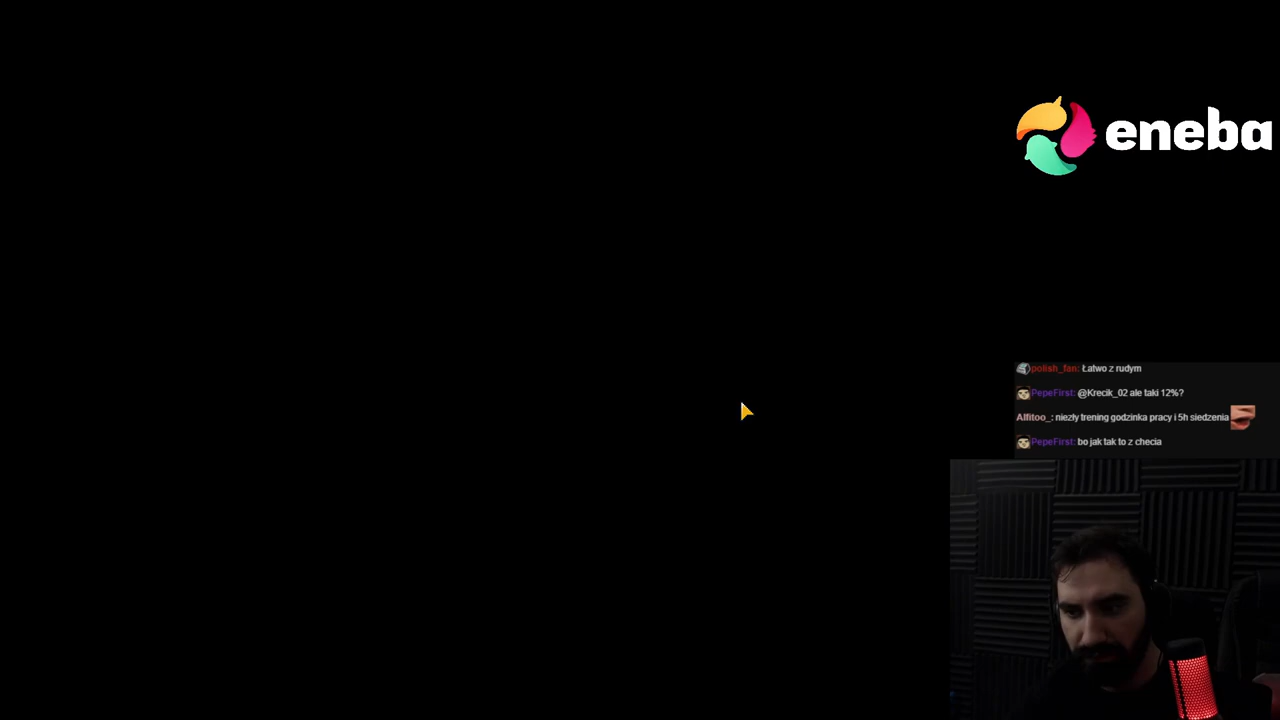 eneba
polish_fan: Łatwo z rudym
PepeFirst: @Krecik_02 ale taki 12%?
Alfitoo_: niezły trening godzinka pracy i 5h siedzenia
PepeFirst: bo jak tak to z checia